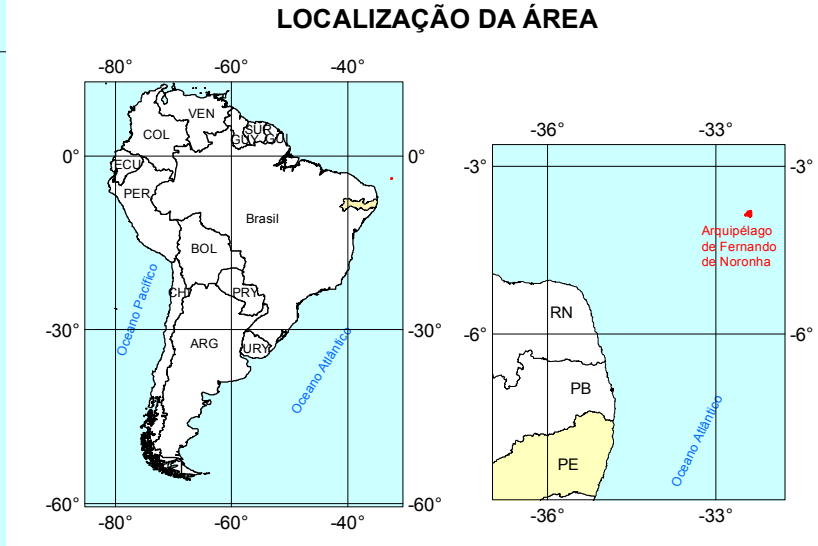 LOCALIZAÇÃO DA ÁREA
-80°
-60°
-40°
VEN
COL
SUR
GUY
GUI
0°
0°
ECU
PER
Brasil
BOL
CH
PRY
Oceano Pacífico
-30°
-30°
ARG
URY
Oceano Atlântico
-60°
-60°
-80°
-60°
-40°
-36°
-33°
-3°
-3°
Arquipélago
de Fernando
de Noronha
RN
-6°
-6°
PB
Oceano Atlântico
PE
-36°
-33°